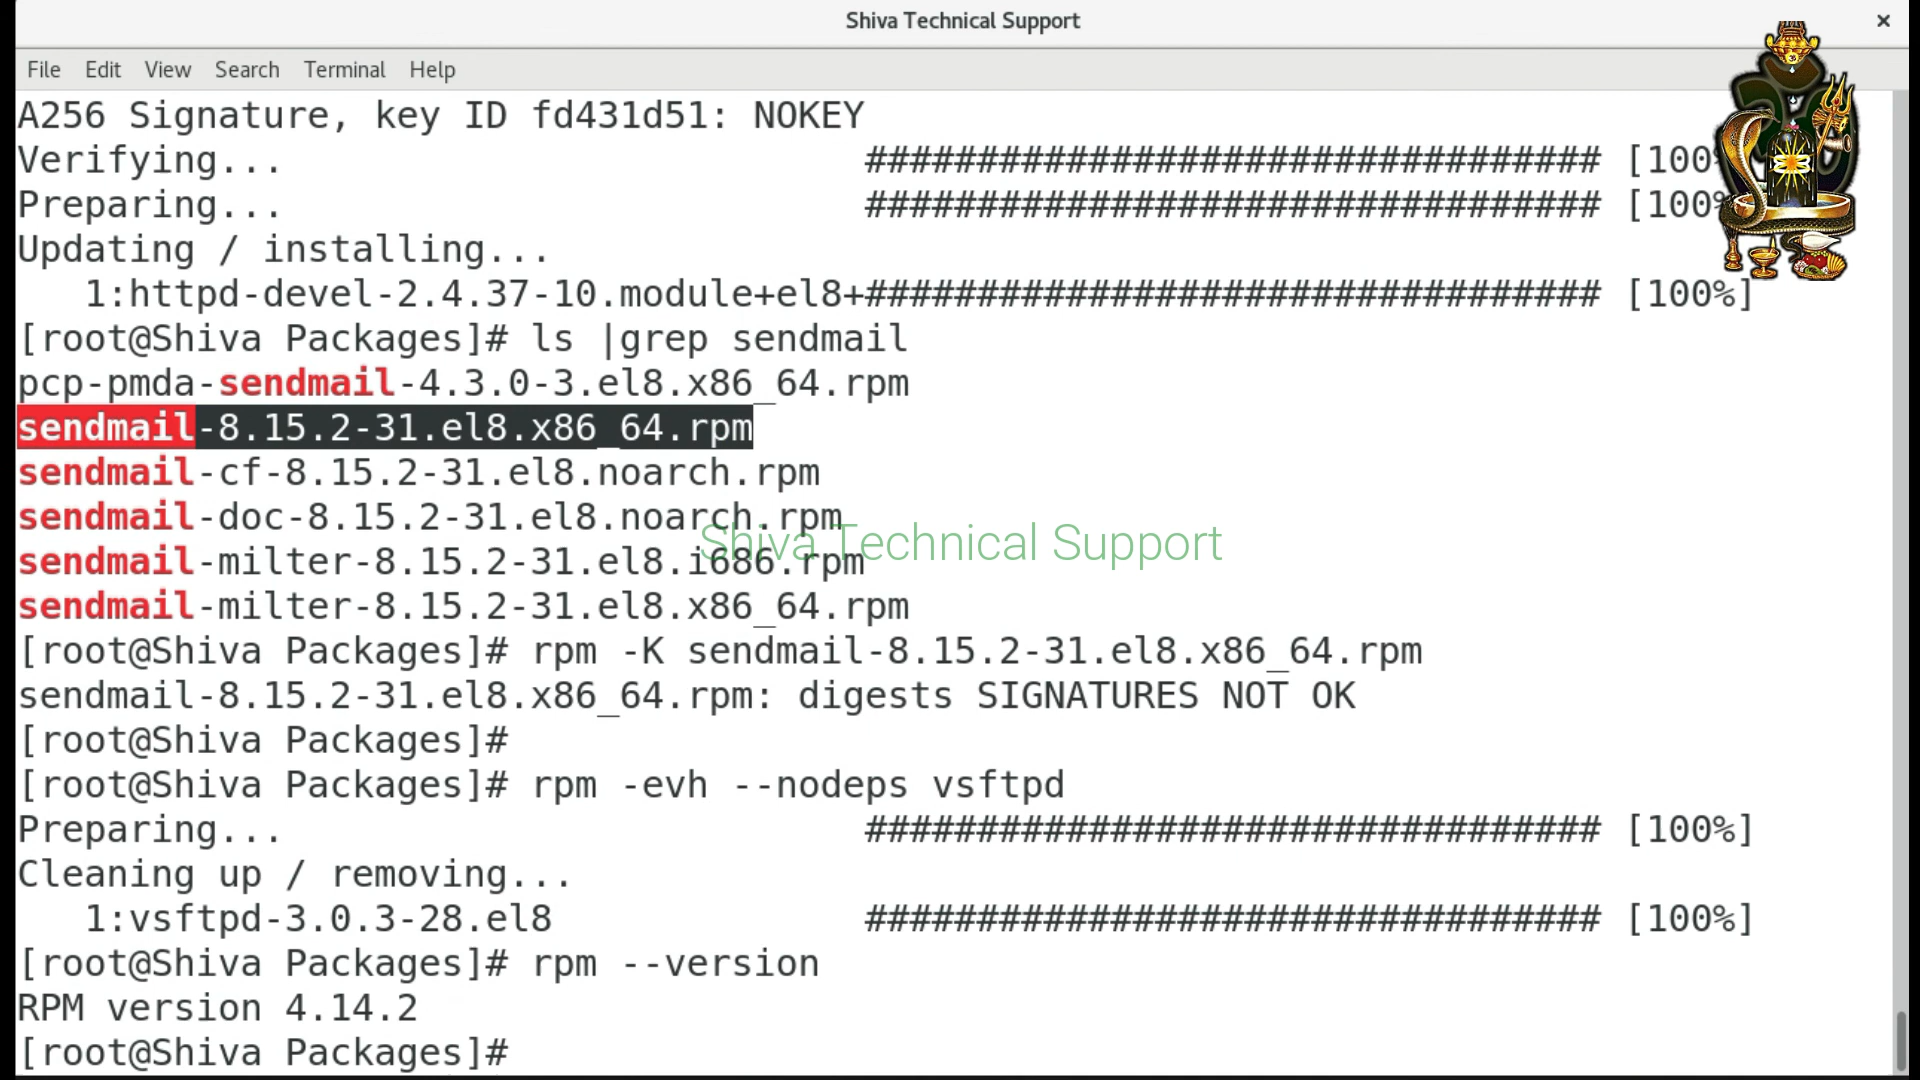 Shiva Technical Support
File Edit View Search Terminal Help
A256 Signature, key ID fd431d51: NOKEY
Verifying... ################################# [100%
Preparing... ################################# [100%
Updating / installing...
1:httpd-devel-2.4.37-10.module+el8+################################# [100%]
[root@Shiva Packages]# ls |grep sendmail
pcp-pmda-sendmail-4.3.0-3.el8.x86_64.rpm
sendmail-8.15.2-31.el8.x86_64.rpm
sendmail-cf-8.15.2-31.el8.noarch.rpm
sendmail-doc-8.15.2-31.el8.noarch.rpm
Shiva Technical Support
sendmail-milter-8.15.2-31.el8.i686.rpm
sendmail-milter-8.15.2-31.el8.x86_64.rpm
[root@Shiva Packages]# rpm -K sendmail-8.15.2-31.el8.x86_64.rpm
sendmail-8.15.2-31.el8.x86_64.rpm: digests SIGNATURES NOT OK
[root@Shiva Packages]#
[root@Shiva Packages]# rpm -evh --nodeps vsftpd
Preparing... ################################# [100%]
Cleaning up / removing...
1:vsftpd-3.0.3-28.el8 ################################# [100%]
[root@Shiva Packages]# rpm --version
RPM version 4.14.2
[root@Shiva Packages]#